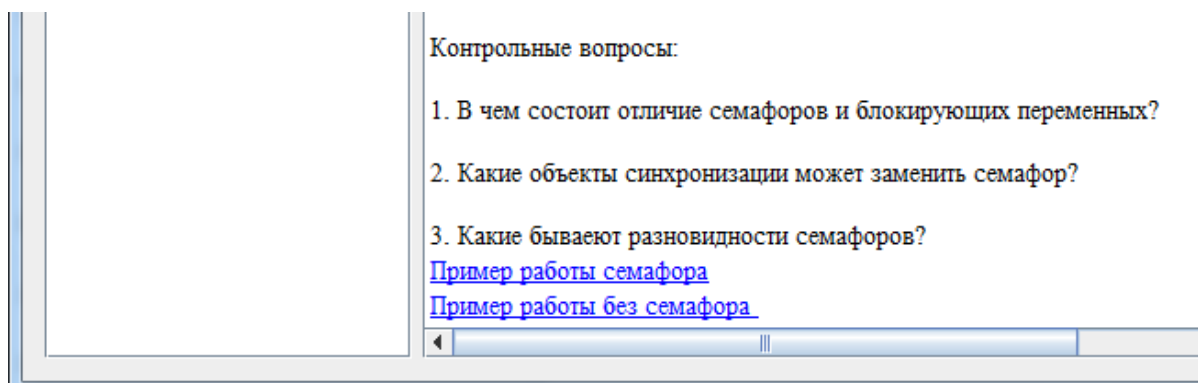 Контрольные вопросы:
1. В чем состоит отличие семафоров и блокирующих переменных?
2. Какие объекты синхронизации может заменить семафор?
3. Какие бываеют разновидности семафоров?
Пример работы семафора
Пример работы без семафора